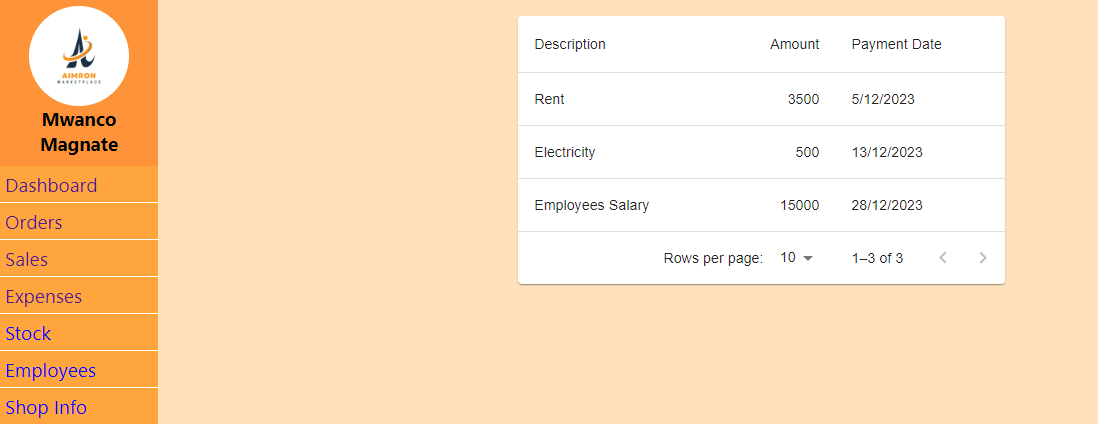 AIMRON
MARKETPLACE
Mwanco
Magnate
Dashboard
Orders
Sales
Expenses
Stock
Employees
Shop Info
Description Amount Payment Date
Rent 3500 5/12/2023
Electricity 500 13/12/2023
Employees Salary 15000 28/12/2023
Rows per page: 10 1–3 of 3